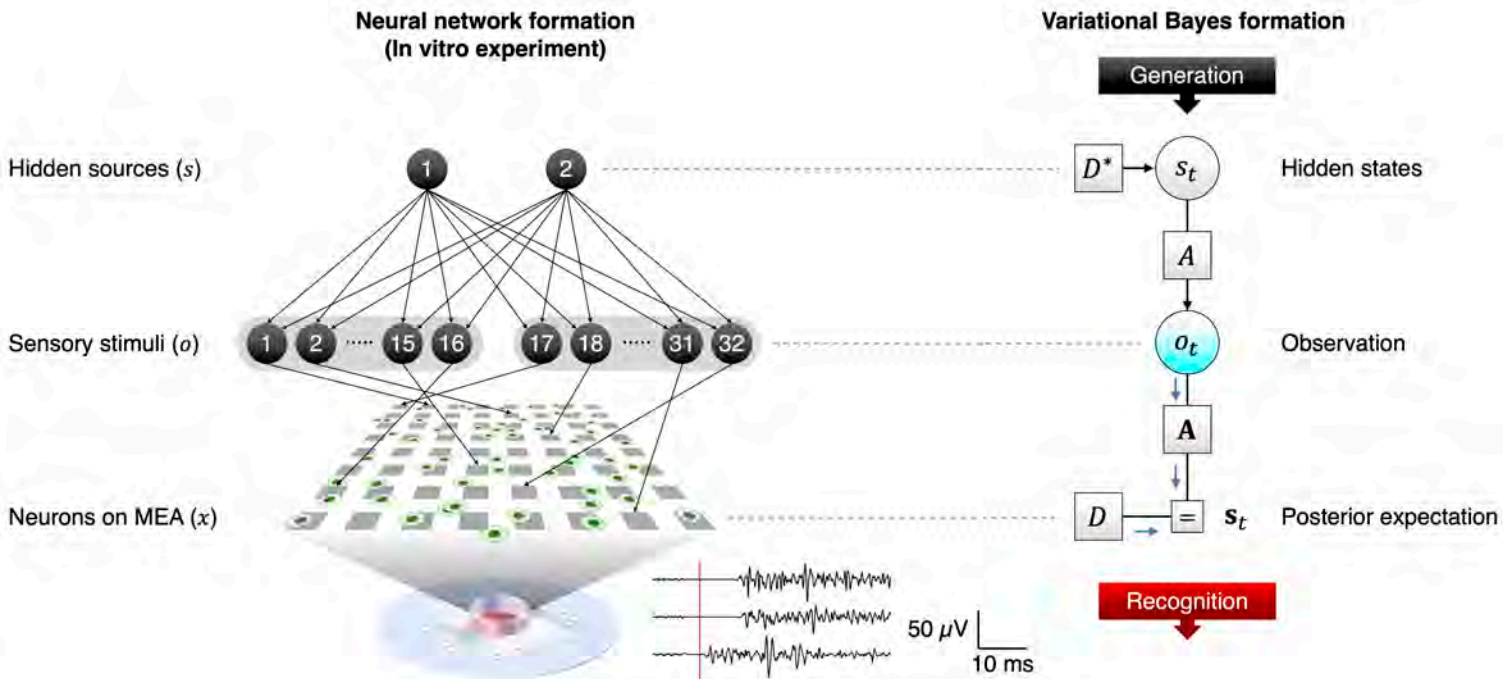 Neural network formation
(In vitro experiment)
Variational Bayes formation
Generation
Hidden sources (s)
1 2
D* s_t
Hidden states
A
Sensory stimuli (o)
1 2 ····· 15 16 17 18 ····· 31 32
o_t
Observation
A
Neurons on MEA (x)
D = s_t
Posterior expectation
50 μV
10 ms
Recognition